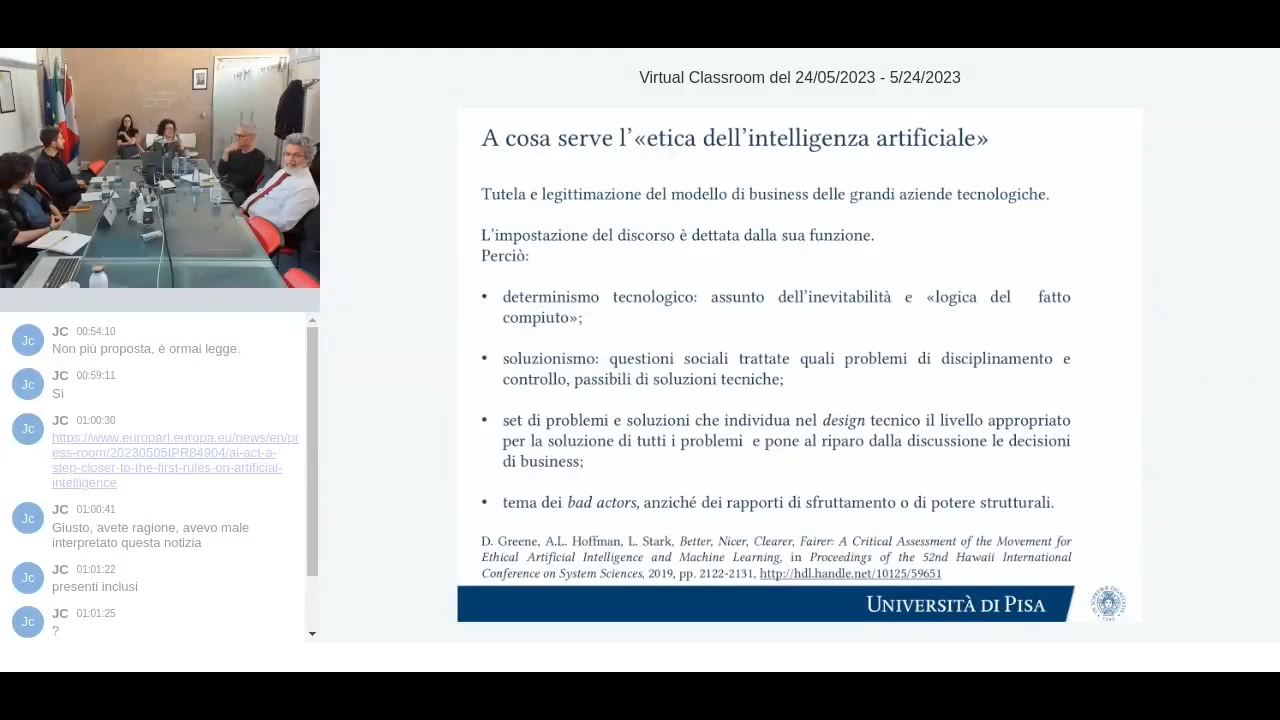 Virtual Classroom del 24/05/2023 - 5/24/2023
A cosa serve l'«etica dell'intelligenza artificiale»
Tutela e legittimazione del modello di business delle grandi aziende tecnologiche.
L'impostazione del discorso è dettata dalla sua funzione.
Perciò:
• determinismo tecnologico: assunto dell'inevitabilità e «logica del fatto
compiuto»;
• soluzionismo: questioni sociali trattate quali problemi di disciplinamento e
controllo, passibili di soluzioni tecniche;
• set di problemi e soluzioni che individua nel design tecnico il livello appropriato
per la soluzione di tutti i problemi e pone al riparo dalla discussione le decisioni
di business;
• tema dei bad actors, anziché dei rapporti di sfruttamento o di potere strutturali.
D. Greene, A.L. Hoffman, L. Stark, Better, Nicer, Clearer, Fairer: A Critical Assessment of the Movement for
Ethical Artificial Intelligence and Machine Learning, in Proceedings of the 52nd Hawaii International
Conference on System Sciences, 2019, pp. 2122-2131, http://hdl.handle.net/10125/59651
UNIVERSITÀ DI PISA
Jc JC 00:54:10
Non più proposta, è ormai legge.
Jc JC 00:59:11
Sì
Jc JC 01:00:30
https://www.europarl.europa.eu/news/en/pr
ess-room/20230505IPR84904/ai-act-a-
step-closer-to-the-first-rules-on-artificial-
intelligence
Jc JC 01:00:41
Giusto, avete ragione, avevo male
interpretato questa notizia
Jc JC 01:01:22
presenti inclusi
Jc JC 01:01:25
?